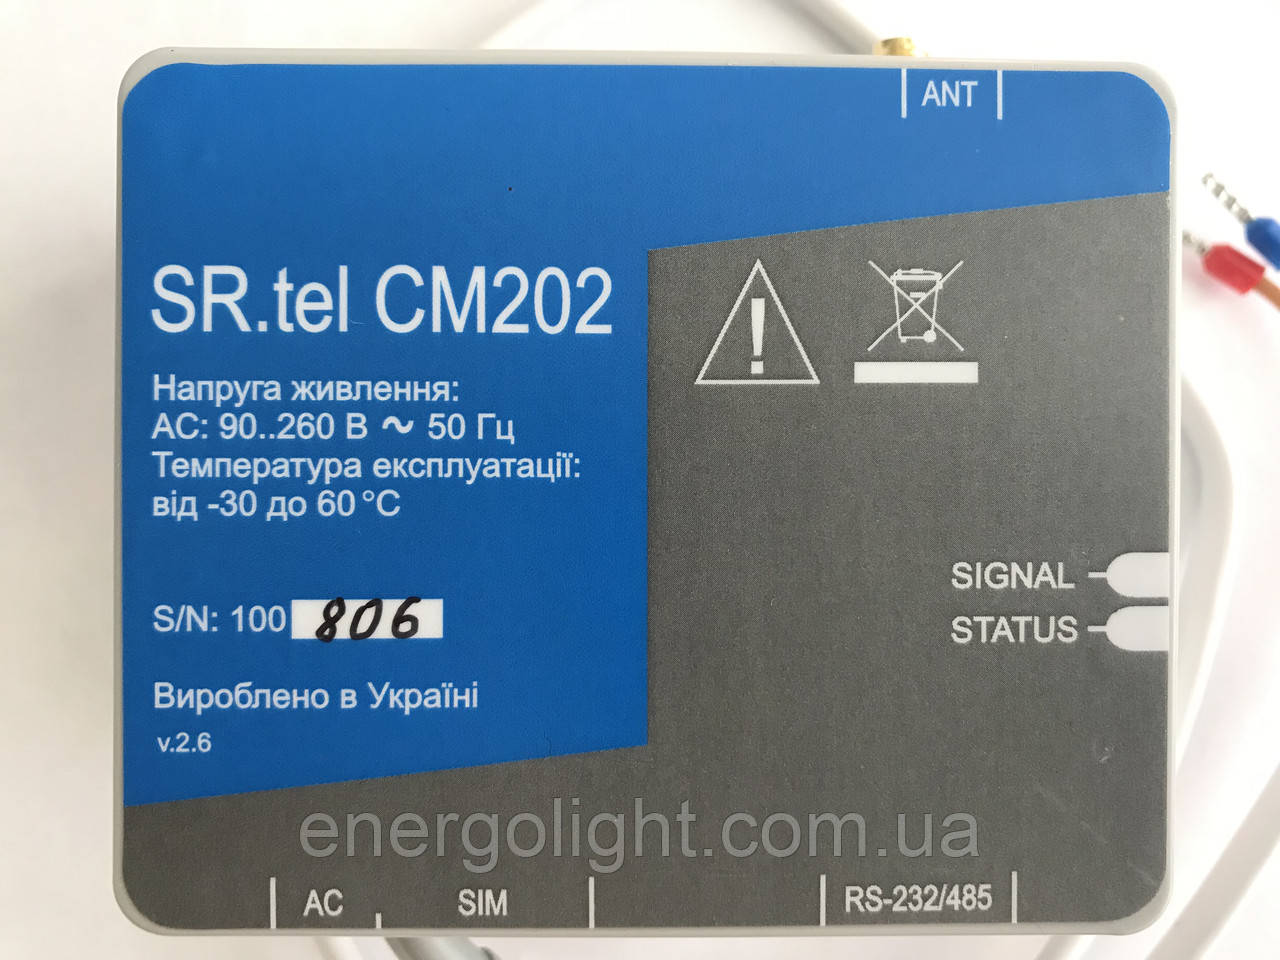 ANT
SR.tel CM202
Напруга живлення:
AC: 90..260 В ~ 50 Гц
Температура експлуатації:
від -30 до 60 °C
SIGNAL
S/N: 100 806
STATUS
Вироблено в Україні
v.2.6
energolight.com.ua
AC
SIM
RS-232/485